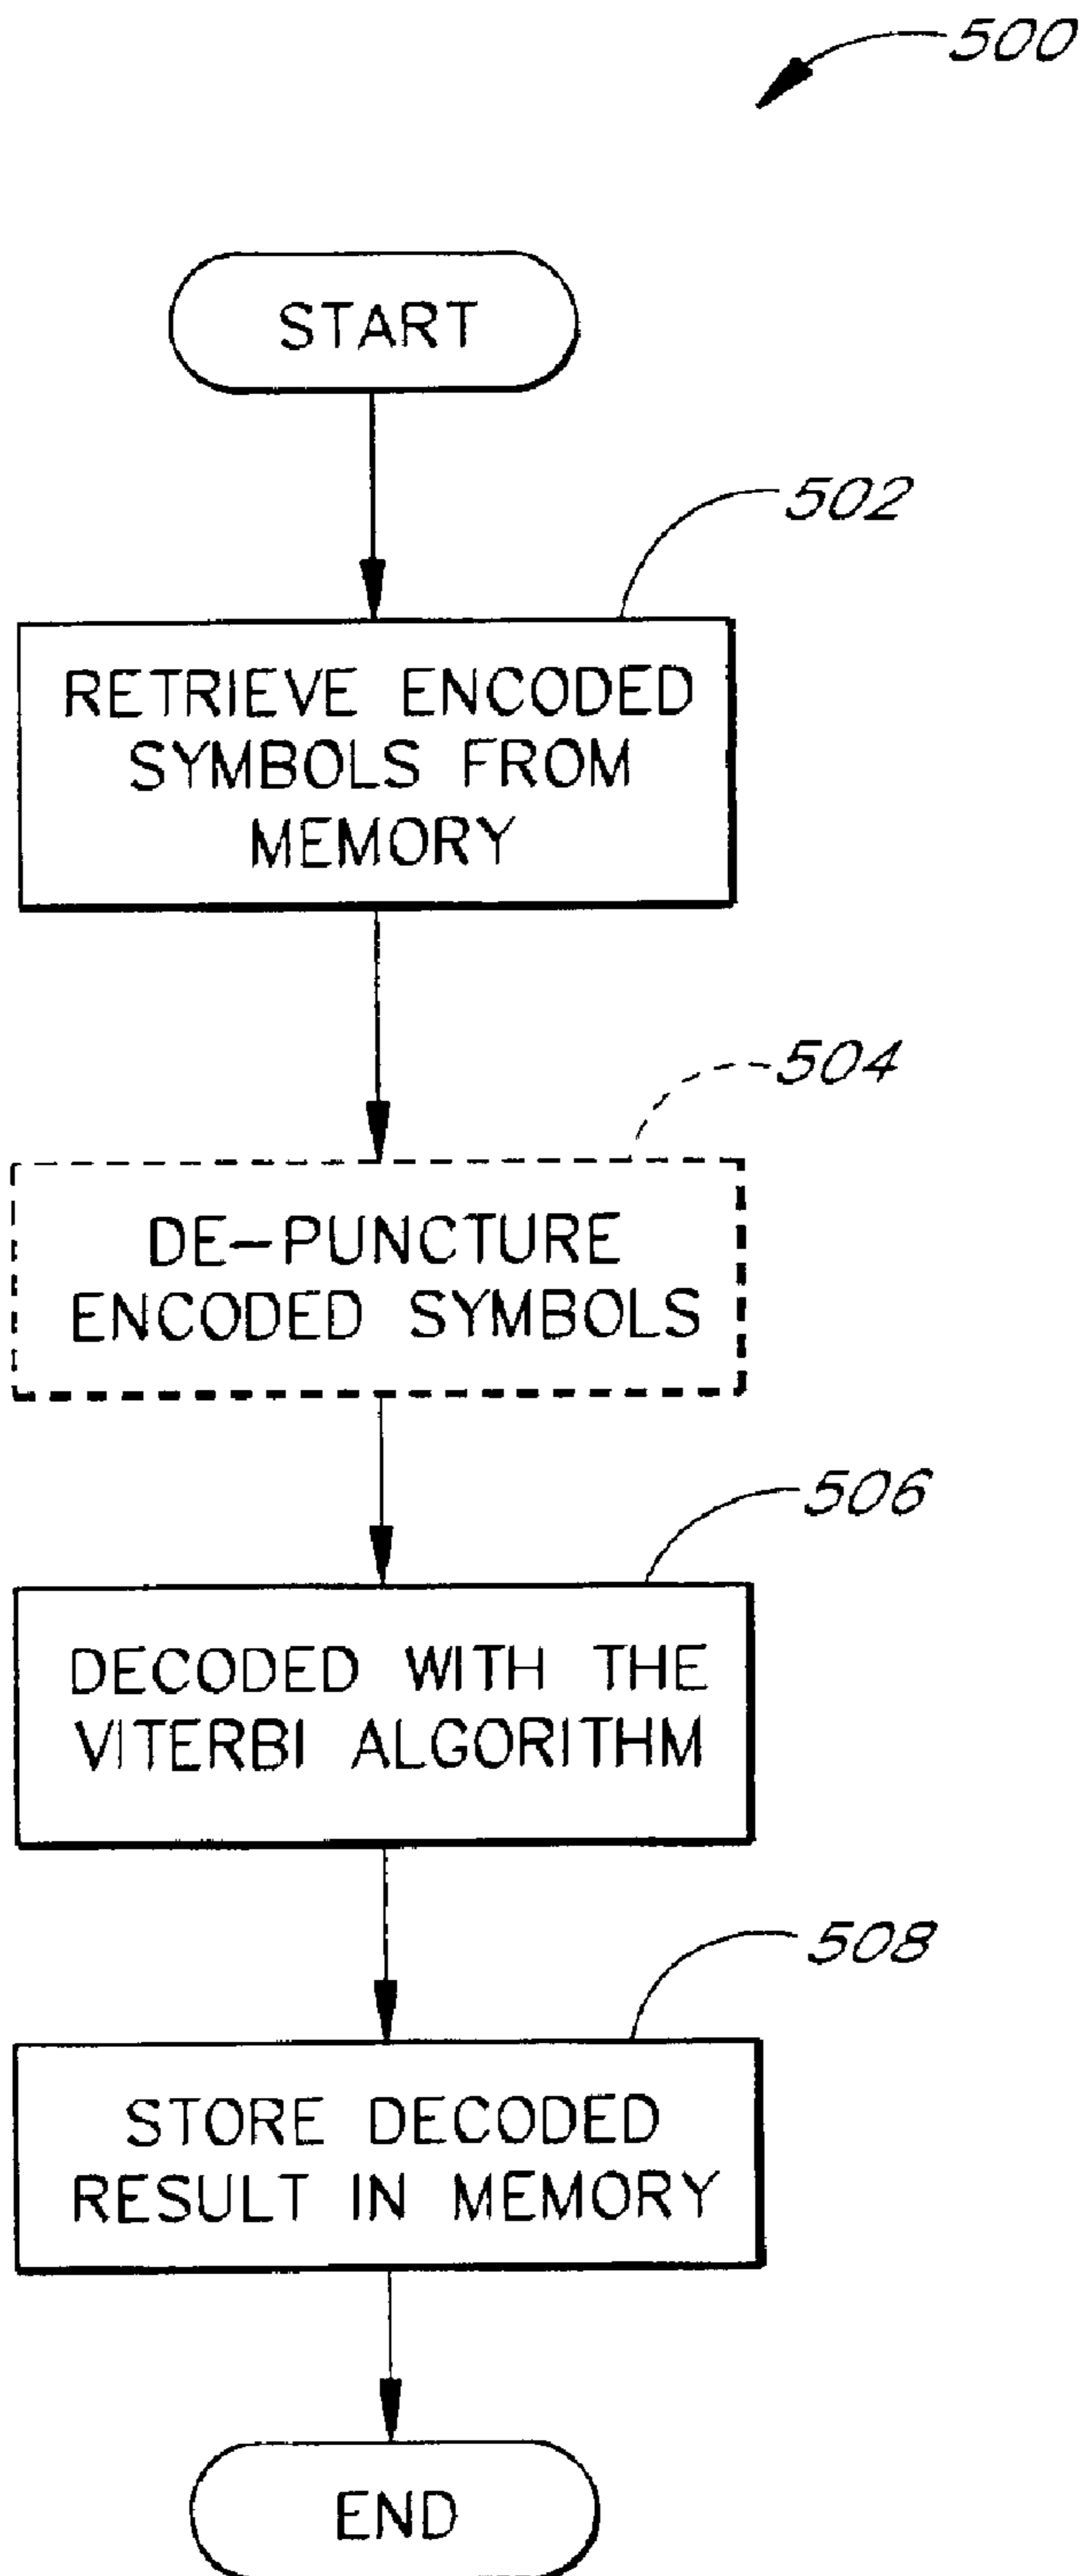 500
START
502
RETRIEVE ENCODED
SYMBOLS FROM
MEMORY
504
DE-PUNCTURE
ENCODED SYMBOLS
506
DECODED WITH THE
VITERBI ALGORITHM
508
STORE DECODED
RESULT IN MEMORY
END